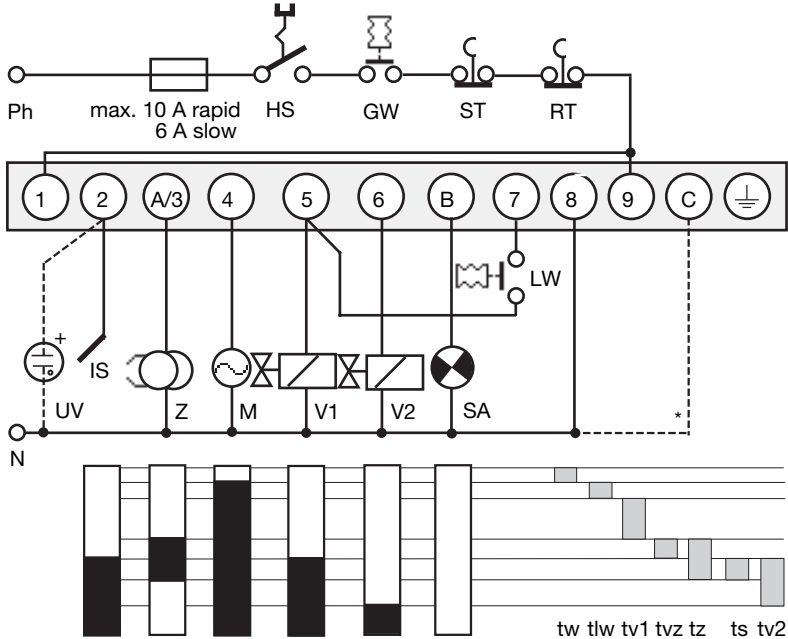 Ph
max. 10 A rapid
6 A slow
HS
GW
ST
RT
1 2 A/3 4 5 6 B 7 8 9 C
LW
+
IS
UV
Z
M
V1
V2
SA
*
N
tw tlw tv1 tvz tz ts tv2